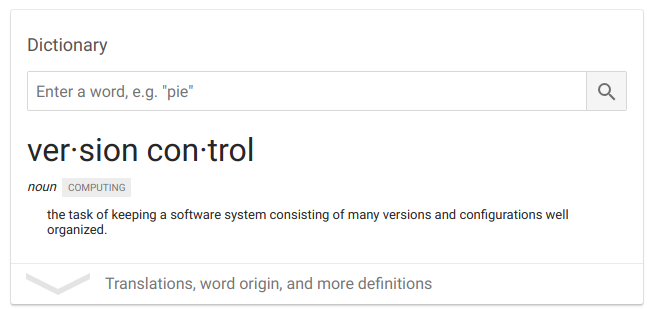 Dictionary
Enter a word, e.g. "pie"
ver·sion con·trol
noun COMPUTING
the task of keeping a software system consisting of many versions and configurations well
organized.
Translations, word origin, and more definitions